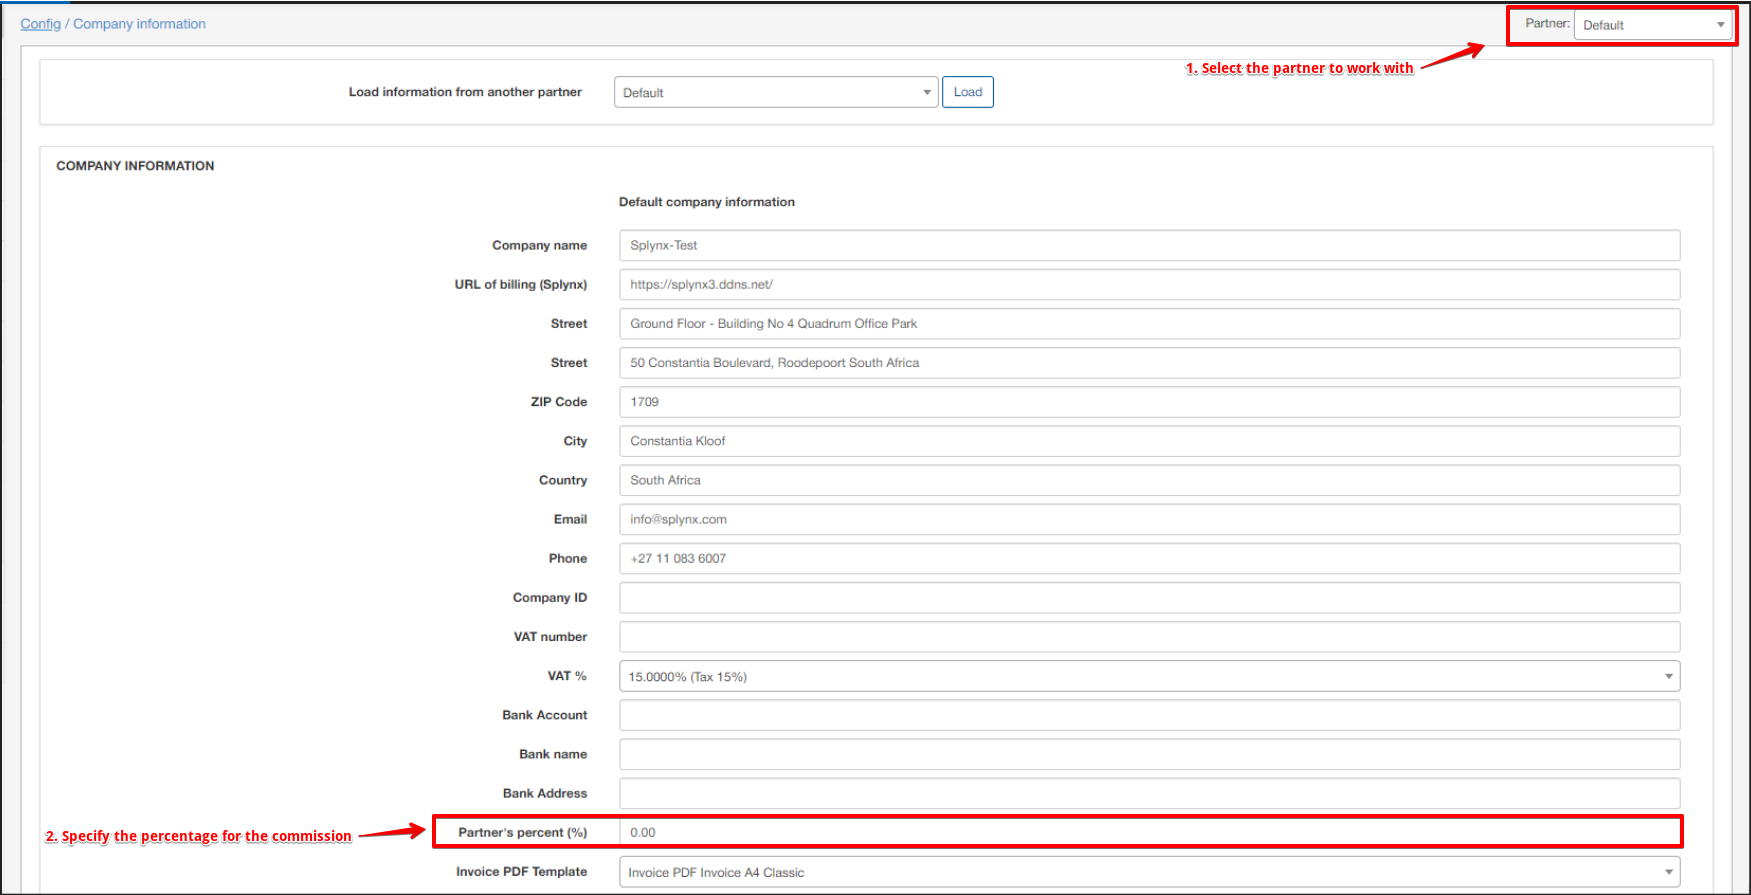 Config / Company information
Partner: Default
1. Select the partner to work with
Load information from another partner Default Load
COMPANY INFORMATION
Default company information
Company name Splynx-Test
URL of billing (Splynx) https://splynx3.ddns.net/
Street Ground Floor - Building No 4 Quadrum Office Park
Street 50 Constantia Boulevard, Roodepoort South Africa
ZIP Code 1709
City Constantia Kloof
Country South Africa
Email info@splynx.com
Phone +27 11 083 6007
Company ID
VAT number
VAT % 15.0000% (Tax 15%)
Bank Account
Bank name
Bank Address
2. Specify the percentage for the commission Partner's percent (%) 0.00
Invoice PDF Template Invoice PDF Invoice A4 Classic